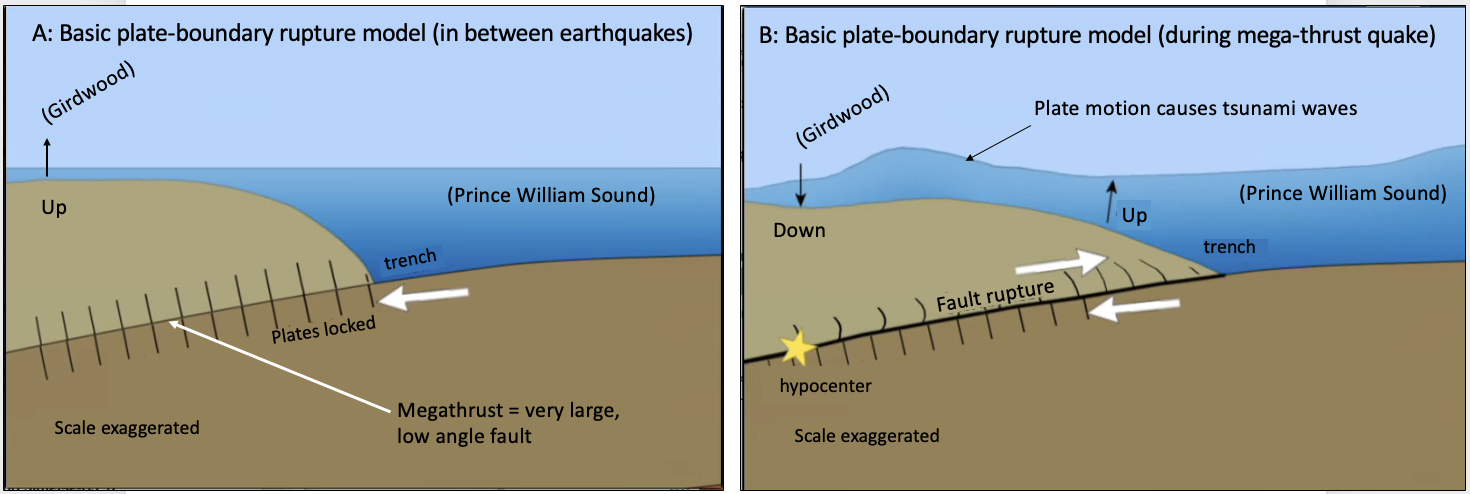 A: Basic plate-boundary rupture model (in between earthquakes)
(Girdwood)
Up
(Prince William Sound)
trench
Plates locked
Megathrust = very large,
low angle fault
Scale exaggerated
B: Basic plate-boundary rupture model (during mega-thrust quake)
(Girdwood)
Plate motion causes tsunami waves
(Prince William Sound)
Up
Down
trench
Fault rupture
hypocenter
Scale exaggerated